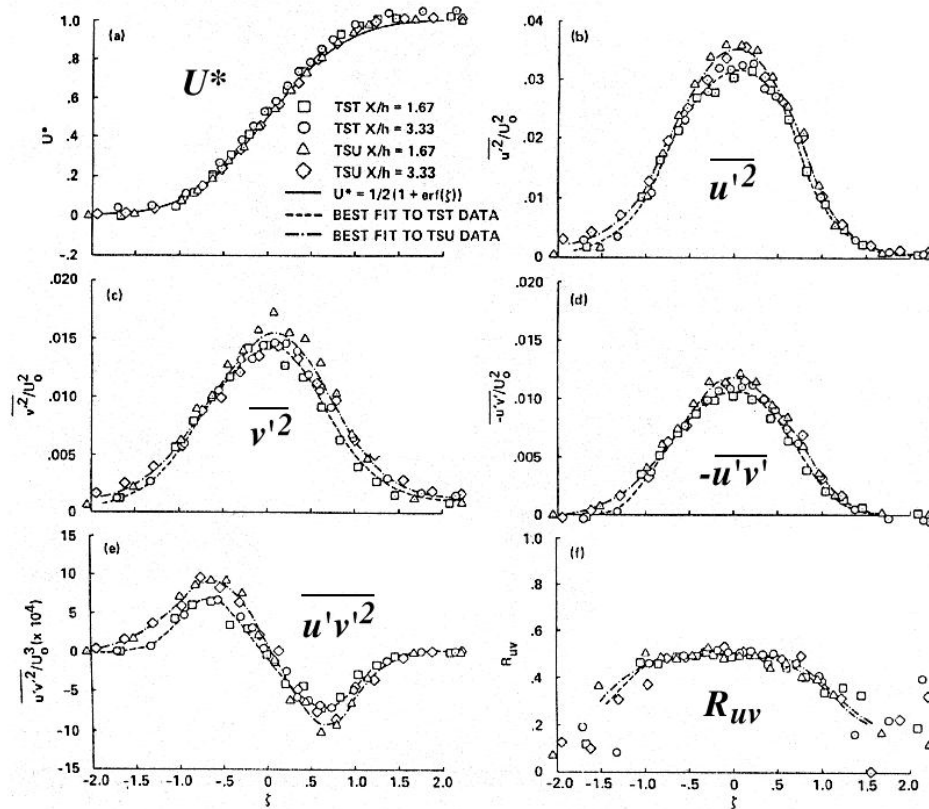 (a)
U*
1.0
.8
.6
.4
.2
0
-.2
U*
□ TST X/h = 1.67
○ TST X/h = 3.33
△ TSU X/h = 1.67
◇ TSU X/h = 3.33
U* = 1/2(1 + erf(ζ))
BEST FIT TO TST DATA
BEST FIT TO TSU DATA
(b)
u'²/U₀²
.04
.03
.02
.01
.0
u'²
(c)
v'²/U₀²
.020
.015
.010
.005
0
v'²
(d)
-u'v'/U₀²
.020
.015
.010
.005
.000
-u'v'
(e)
u'v'²/U₀³ (x 10⁴)
15
10
5
0
-5
-10
-15
u'v'²
-2.0 -1.5 -1.0 -.5 0 .5 1.0 1.5 2.0
ζ
(f)
R_uv
1.0
.8
.6
.4
.2
0
R_uv
-2.0 -1.5 -1.0 -.5 0 .5 1.0 1.5 2.0
ζ